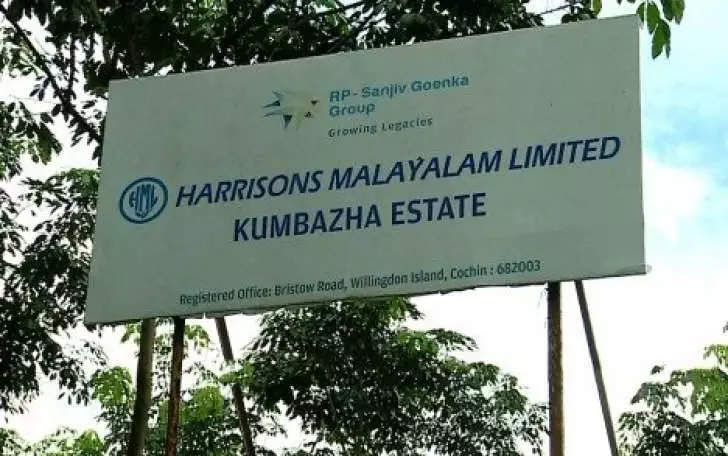 RP-Sanjiv Goenka
Group
Growing Legacies
HML
HARRISONS MALAYALAM LIMITED
KUMBAZHA ESTATE
Registered Office: Bristow Road, Willingdon Island, Cochin : 682003